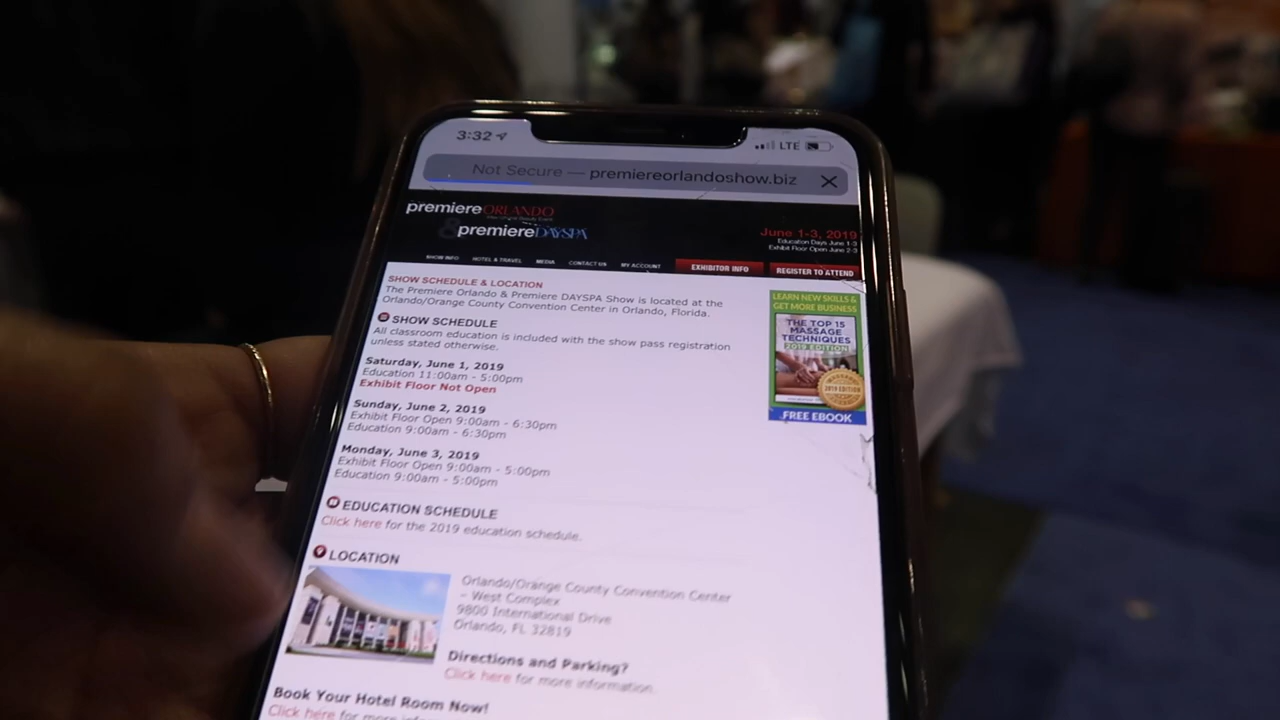 3:32
LTE
Not Secure — premiereorlandoshow.biz
premiere ORLANDO
& premiere DAYSPA
June 1-3, 2019
Education Days June 1-3
Exhibit Floor Open June 2-3
SHOW INFO HOTEL & TRAVEL MEDIA CONTACT US MY ACCOUNT EXHIBITOR INFO REGISTER TO ATTEND
SHOW SCHEDULE & LOCATION
The Premiere Orlando & Premiere DAYSPA Show is located at the
Orlando/Orange County Convention Center in Orlando, Florida.
SHOW SCHEDULE
All classroom education is included with the show pass registration
unless stated otherwise.
Saturday, June 1, 2019
Education 11:00am - 5:00pm
Exhibit Floor Not Open
Sunday, June 2, 2019
Exhibit Floor Open 9:00am - 6:30pm
Education 9:00am - 6:30pm
Monday, June 3, 2019
Exhibit Floor Open 9:00am - 5:00pm
Education 9:00am - 5:00pm
EDUCATION SCHEDULE
Click here for the 2019 education schedule.
LOCATION
Orlando/Orange County Convention Center
– West Complex
9800 International Drive
Orlando, FL 32819
Directions and Parking?
Click here for more information.
Book Your Hotel Room Now!
Click here for more
LEARN NEW SKILLS &
GET MORE BUSINESS
THE TOP 15
MASSAGE
TECHNIQUES
2019 EDITION
2019 EDITION
FREE EBOOK